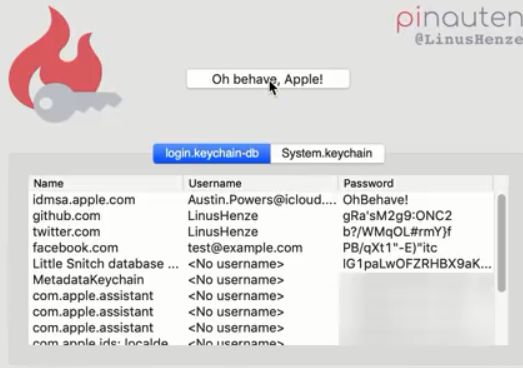 pinauten
@LinusHenze
Oh behave, Apple!
login.keychain-db System.keychain
Name Username Password
idmsa.apple.com Austin.Powers@icloud.... OhBehave!
github.com LinusHenze gRa'sM2g9:ONC2
twitter.com LinusHenze b?/WMqOL#rmY}f
facebook.com test@example.com PB/qXt1"-E)"itc
Little Snitch database ... <No username> IG1paLwOFZRHBX9aK...
MetadataKeychain <No username>
com.apple.assistant <No username>
com.apple.assistant <No username>
com.apple.assistant <No username>
com.apple.ids: localde... <No username>